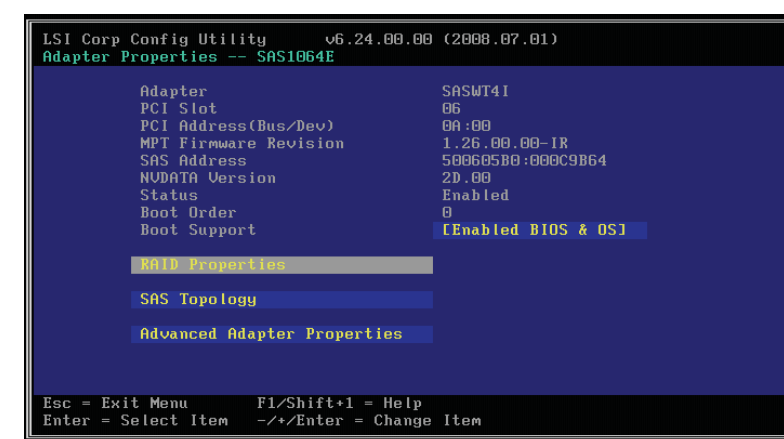 LSI Corp Config Utility v6.24.00.00 (2008.07.01)
Adapter Properties -- SAS1064E
Adapter SASWT4I
PCI Slot 06
PCI Address(Bus/Dev) 0A:00
MPT Firmware Revision 1.26.00.00-IR
SAS Address 500605B0:000C9B64
NVDATA Version 2D.00
Status Enabled
Boot Order 0
Boot Support [Enabled BIOS & OS]
RAID Properties
SAS Topology
Advanced Adapter Properties
Esc = Exit Menu F1/Shift+1 = Help
Enter = Select Item -/+/Enter = Change Item